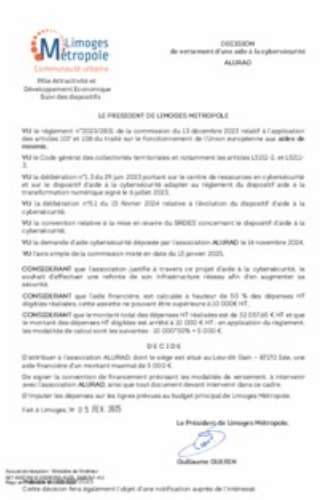 Limoges
Métropole
Communauté urbaine
Pôle Attractivité et
Développement Economique
Suivi des dispositifs
DECISION
de versement d'une aide à la cybersécurité
ALURAD
LE PRESIDENT DE LIMOGES METROPOLE
VU le règlement n°2023/2831 de la commission du 13 décembre 2023 relatif à l'application
des articles 107 et 108 du traité sur le fonctionnement de l'Union européenne aux aides de
minimis,
VU le Code général des collectivités territoriales et notamment les articles L5211-2, et L5211-
VU la délibération n°1.3 du 29 juin 2023 portant sur le centre de ressources en cybersécurité
et sur le dispositif d'aide à la cybersécurité adapter au règlement du dispositif aide à la
transformation numérique signé le 6 juillet 2023,
VU la délibération n°5.1 du 15 février 2024 relative à l'évolution du dispositif d'aide à la
cybersécurité,
VU la convention relative à la mise en œuvre du SRDEII concernant le dispositif d'aide à la
cybersécurité,
VU la demande d'aide cybersécurité déposée par l'association ALURAD le 14 novembre 2024,
VU l'avis simple de la commission mixte en date du 13 janvier 2025,
CONSIDERANT que l'association justifie à travers ce projet d'aide à la cybersécurité, le
souhait d'effectuer une refonte de son infrastructure réseau afin d'en augmenter sa
sécurité.
CONSIDERANT que l'aide financière, est calculée à hauteur de 50 % des dépenses HT
éligibles réalisées, cette assiette ne pouvant être supérieure à 10 000€ HT.
CONSIDERANT que le montant total des dépenses HT réalisées est de 32 037,65 € HT et que
le montant des dépenses HT éligibles est arrêté à 10 000 € HT ; en application du règlement,
les modalités de calcul sont les suivantes : 10 000*50% = 5 000 €.
DECIDE
D'attribuer à l'association ALURAD, dont le siège est situé au Lieu-dit Gain – 87170 Isle, une
aide financière d'un montant maximal de 5 000 €.
De signer la convention de financement précisant les modalités de versement, à intervenir
avec l'association ALURAD, ainsi que tout document devant intervenir dans ce cadre.
D'imputer les dépenses sur les lignes prévues au budget principal de Limoges Métropole.
Fait à Limoges, le 05 FEV. 2025
Le Président de Limoges Métropole,
Guillaume GUERIN
Accusé de réception - Ministère de l'Intérieur
Cette décision fera également l'objet d'une notification auprès de l'intéressé.